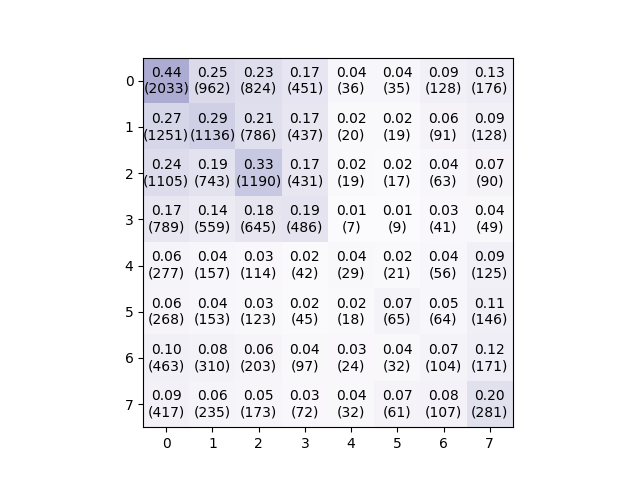 0.44 0.25 0.23 0.17 0.04 0.04 0.09 0.13
0 (2033) (962) (824) (451) (36) (35) (128) (176)
0.27 0.29 0.21 0.17 0.02 0.02 0.06 0.09
1 (1251) (1136) (786) (437) (20) (19) (91) (128)
0.24 0.19 0.33 0.17 0.02 0.02 0.04 0.07
2 (1105) (743) (1190) (431) (19) (17) (63) (90)
0.17 0.14 0.18 0.19 0.01 0.01 0.03 0.04
3 (789) (559) (645) (486) (7) (9) (41) (49)
0.06 0.04 0.03 0.02 0.04 0.02 0.04 0.09
4 (277) (157) (114) (42) (29) (21) (56) (125)
0.06 0.04 0.03 0.02 0.02 0.07 0.05 0.11
5 (268) (153) (123) (45) (18) (65) (64) (146)
0.10 0.08 0.06 0.04 0.03 0.04 0.07 0.12
6 (463) (310) (203) (97) (24) (32) (104) (171)
0.09 0.06 0.05 0.03 0.04 0.07 0.08 0.20
7 (417) (235) (173) (72) (32) (61) (107) (281)
0 1 2 3 4 5 6 7